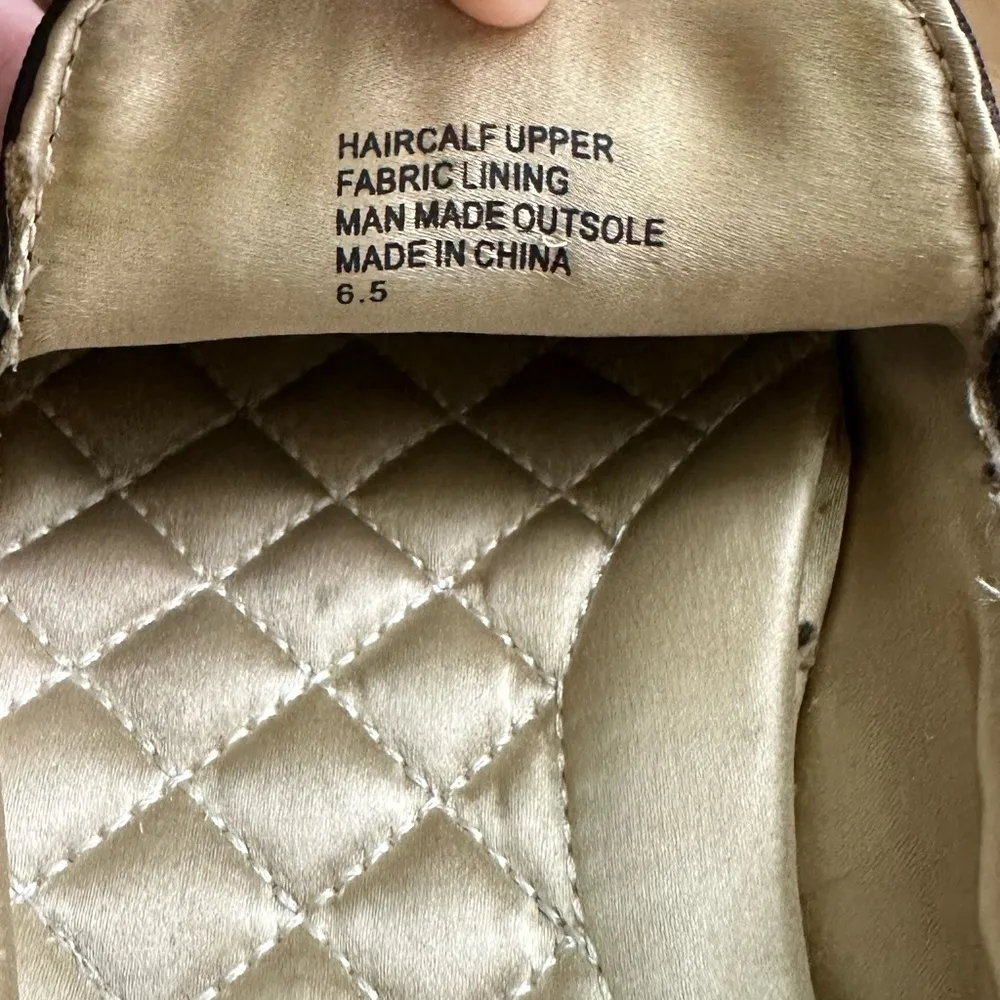 HAIRCALF UPPER
FABRIC LINING
MAN MADE OUTSOLE
MADE IN CHINA
6.5